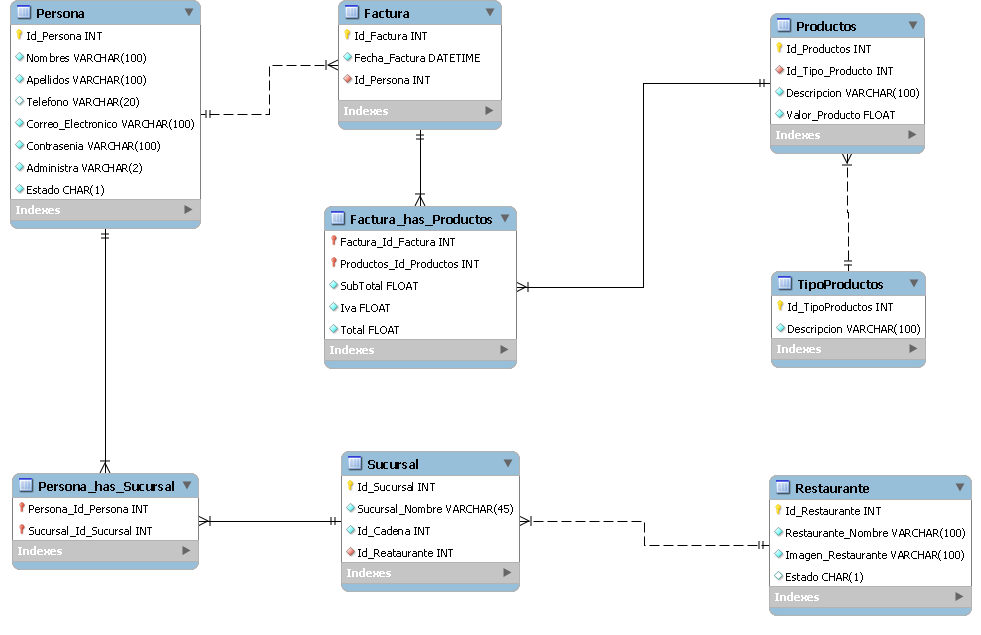 Persona
Id_Persona INT
Nombres VARCHAR(100)
Apellidos VARCHAR(100)
Telefono VARCHAR(20)
Correo_Electronico VARCHAR(100)
Contrasenia VARCHAR(100)
Administra VARCHAR(2)
Estado CHAR(1)
Indexes
Factura
Id_Factura INT
Fecha_Factura DATETIME
Id_Persona INT
Indexes
Productos
Id_Productos INT
Id_Tipo_Producto INT
Descripcion VARCHAR(100)
Valor_Producto FLOAT
Indexes
Factura_has_Productos
Factura_Id_Factura INT
Productos_Id_Productos INT
SubTotal FLOAT
Iva FLOAT
Total FLOAT
Indexes
TipoProductos
Id_TipoProductos INT
Descripcion VARCHAR(100)
Indexes
Persona_has_Sucursal
Persona_Id_Persona INT
Sucursal_Id_Sucursal INT
Indexes
Sucursal
Id_Sucursal INT
Sucursal_Nombre VARCHAR(45)
Id_Cadena INT
Id_Reataurante INT
Indexes
Restaurante
Id_Restaurante INT
Restaurante_Nombre VARCHAR(100)
Imagen_Restaurante VARCHAR(100)
Estado CHAR(1)
Indexes